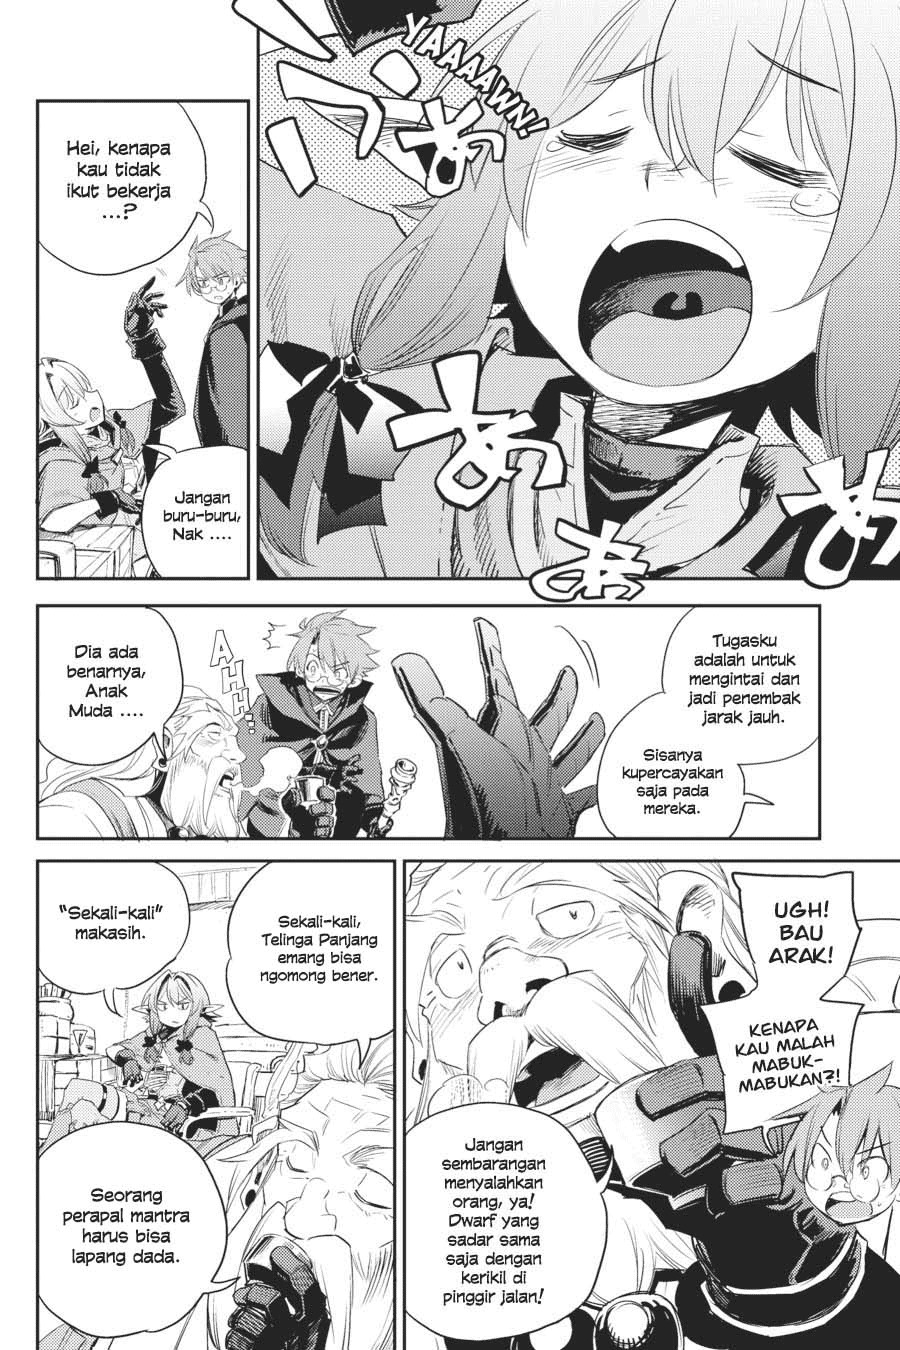 YAAAAWN!
Hei, kenapa
kau tidak
ikut bekerja
...?
Jangan
buru-buru,
Nak ....
Tugasku
adalah untuk
mengintai dan
jadi penembak
jarak jauh.
Sisanya
kupercayakan
saja pada
mereka.
AHH..
Dia ada
benarnya,
Anak
Muda ....
UGH!
BAU
ARAK!
KENAPA
KAU MALAH
MABUK-
MABUKAN?!
Jangan
sembarangan
menyalahkan
orang, ya!
Dwarf yang
sadar sama
saja dengan
kerikil di
pinggir jalan!
Sekali-kali,
Telinga Panjang
emang bisa
ngomong bener.
"Sekali-kali"
makasih.
Seorang
perapal mantra
harus bisa
lapang dada.